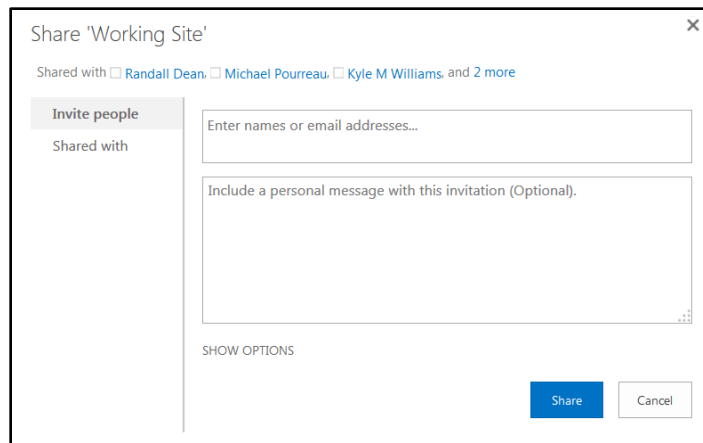 Share 'Working Site'
Shared with Randall Dean, Michael Pourreau, Kyle M Williams, and 2 more
Invite people
Shared with
Enter names or email addresses...
Include a personal message with this invitation (Optional).
SHOW OPTIONS
Share Cancel